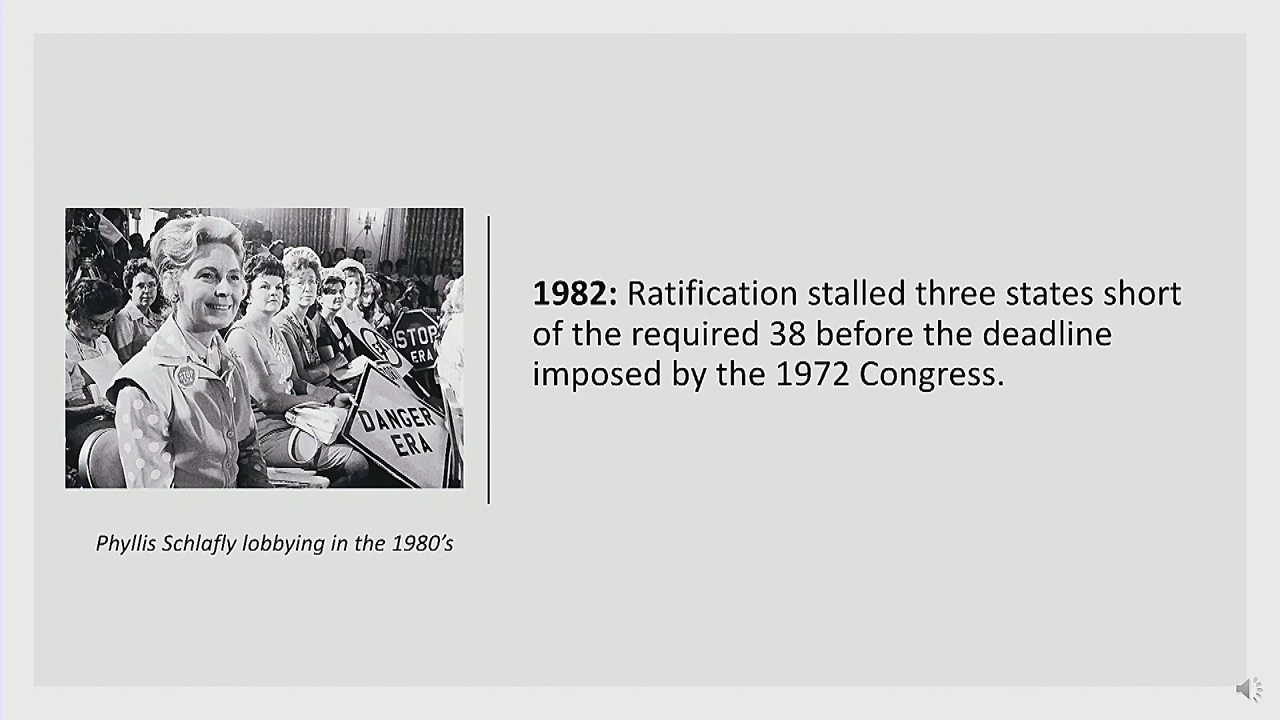 STOP
ERA
DANGER
ERA
1982: Ratification stalled three states short
of the required 38 before the deadline
imposed by the 1972 Congress.
Phyllis Schlafly lobbying in the 1980's